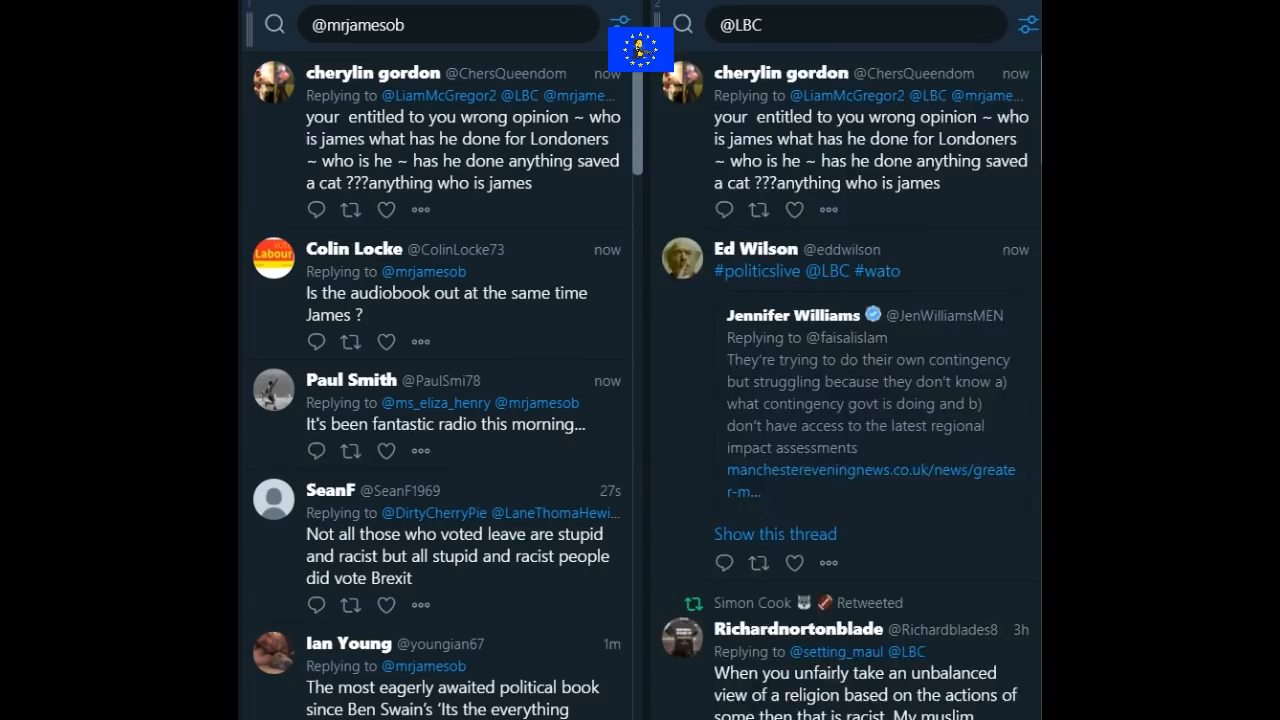 1
@mrjamesob
cherylin gordon @ChersQueendom now
Replying to @LiamMcGregor2 @LBC @mrjame...
your entitled to you wrong opinion ~ who
is james what has he done for Londoners
~ who is he ~ has he done anything saved
a cat ???anything who is james
Colin Locke @ColinLocke73 now
Replying to @mrjamesob
Is the audiobook out at the same time
James ?
Paul Smith @PaulSmi78 now
Replying to @ms_eliza_henry @mrjamesob
It's been fantastic radio this morning...
SeanF @SeanF1969 27s
Replying to @DirtyCherryPie @LaneThomaHewi...
Not all those who voted leave are stupid
and racist but all stupid and racist people
did vote Brexit
Ian Young @youngian67 1m
Replying to @mrjamesob
The most eagerly awaited political book
since Ben Swain's ‘Its the everything
2
@LBC
cherylin gordon @ChersQueendom now
Replying to @LiamMcGregor2 @LBC @mrjame...
your entitled to you wrong opinion ~ who
is james what has he done for Londoners
~ who is he ~ has he done anything saved
a cat ???anything who is james
Ed Wilson @eddwilson now
#politicslive @LBC #wato
Jennifer Williams @JenWilliamsMEN
Replying to @faisalislam
They're trying to do their own contingency
but struggling because they don't know a)
what contingency govt is doing and b)
don't have access to the latest regional
impact assessments
manchestereveningnews.co.uk/news/greate
r-m...
Show this thread
Simon Cook Retweeted
Richardnortonblade @Richardblades8 3h
Replying to @setting_maul @LBC
When you unfairly take an unbalanced
view of a religion based on the actions of
some then that is racist. My muslim
Labour